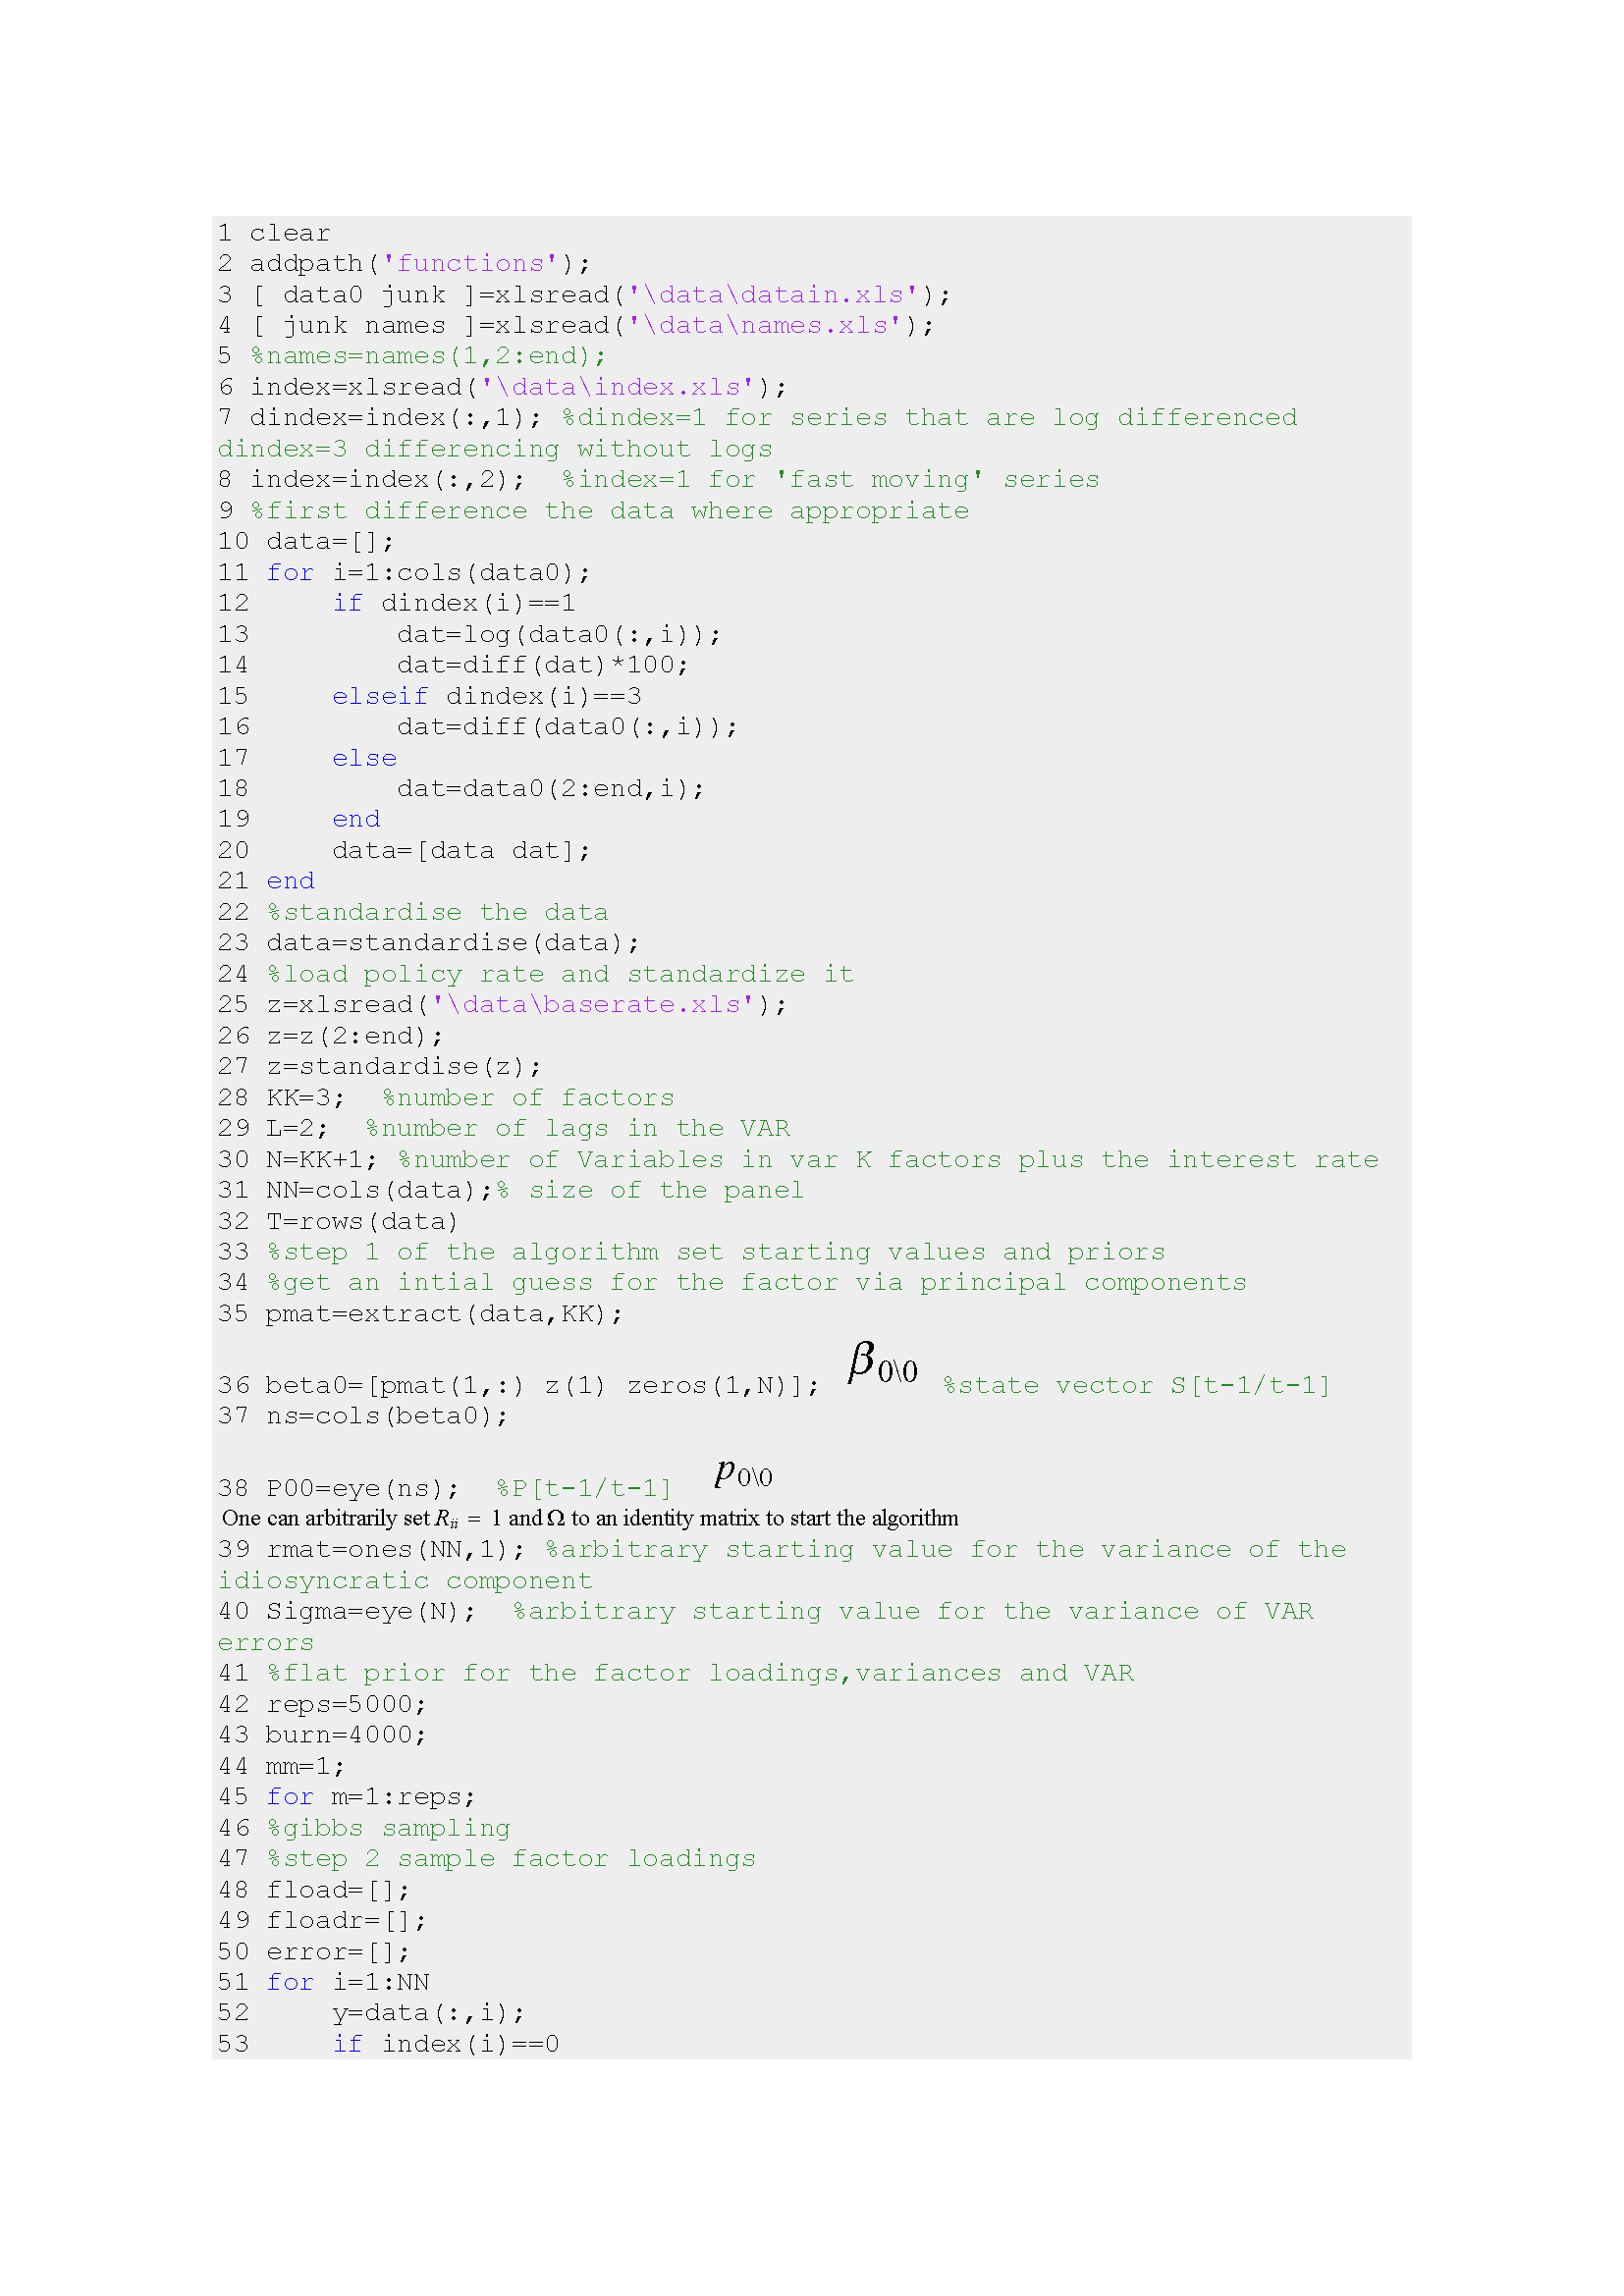 1 clear
2 addpath('functions');
3 [ data0 junk ]=xlsread('\data\datain.xls');
4 [ junk names ]=xlsread('\data\names.xls');
5 %names=names(1,2:end);
6 index=xlsread('\data\index.xls');
7 dindex=index(:,1); %dindex=1 for series that are log differenced
dindex=3 differencing without logs
8 index=index(:,2);  %index=1 for 'fast moving' series
9 %first difference the data where appropriate
10 data=[];
11 for i=1:cols(data0);
12     if dindex(i)==1
13         dat=log(data0(:,i));
14         dat=diff(dat)*100;
15     elseif dindex(i)==3
16         dat=diff(data0(:,i));
17     else
18         dat=data0(2:end,i);
19     end
20     data=[data dat];
21 end
22 %standardise the data
23 data=standardise(data);
24 %load policy rate and standardize it
25 z=xlsread('\data\baserate.xls');
26 z=z(2:end);
27 z=standardise(z);
28 KK=3;  %number of factors
29 L=2;  %number of lags in the VAR
30 N=KK+1; %number of Variables in var K factors plus the interest rate
31 NN=cols(data);% size of the panel
32 T=rows(data)
33 %step 1 of the algorithm set starting values and priors
34 %get an intial guess for the factor via principal components
35 pmat=extract(data,KK);
36 beta0=[pmat(1,:) z(1) zeros(1,N)]; β0\0 %state vector S[t-1/t-1]
37 ns=cols(beta0);
38 P00=eye(ns);  %P[t-1/t-1]  p0\0
One can arbitrarily set Rii = 1 and Ω to an identity matrix to start the algorithm
39 rmat=ones(NN,1); %arbitrary starting value for the variance of the
idiosyncratic component
40 Sigma=eye(N);  %arbitrary starting value for the variance of VAR
errors
41 %flat prior for the factor loadings,variances and VAR
42 reps=5000;
43 burn=4000;
44 mm=1;
45 for m=1:reps;
46 %gibbs sampling
47 %step 2 sample factor loadings
48 fload=[];
49 floadr=[];
50 error=[];
51 for i=1:NN
52     y=data(:,i);
53     if index(i)==0